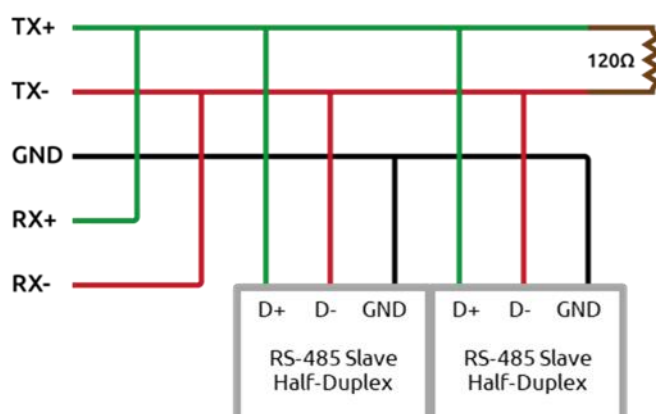 TX+
120Ω
TX-
GND
RX+
RX-
D+ D- GND D+ D- GND
RS-485 Slave RS-485 Slave
Half-Duplex Half-Duplex